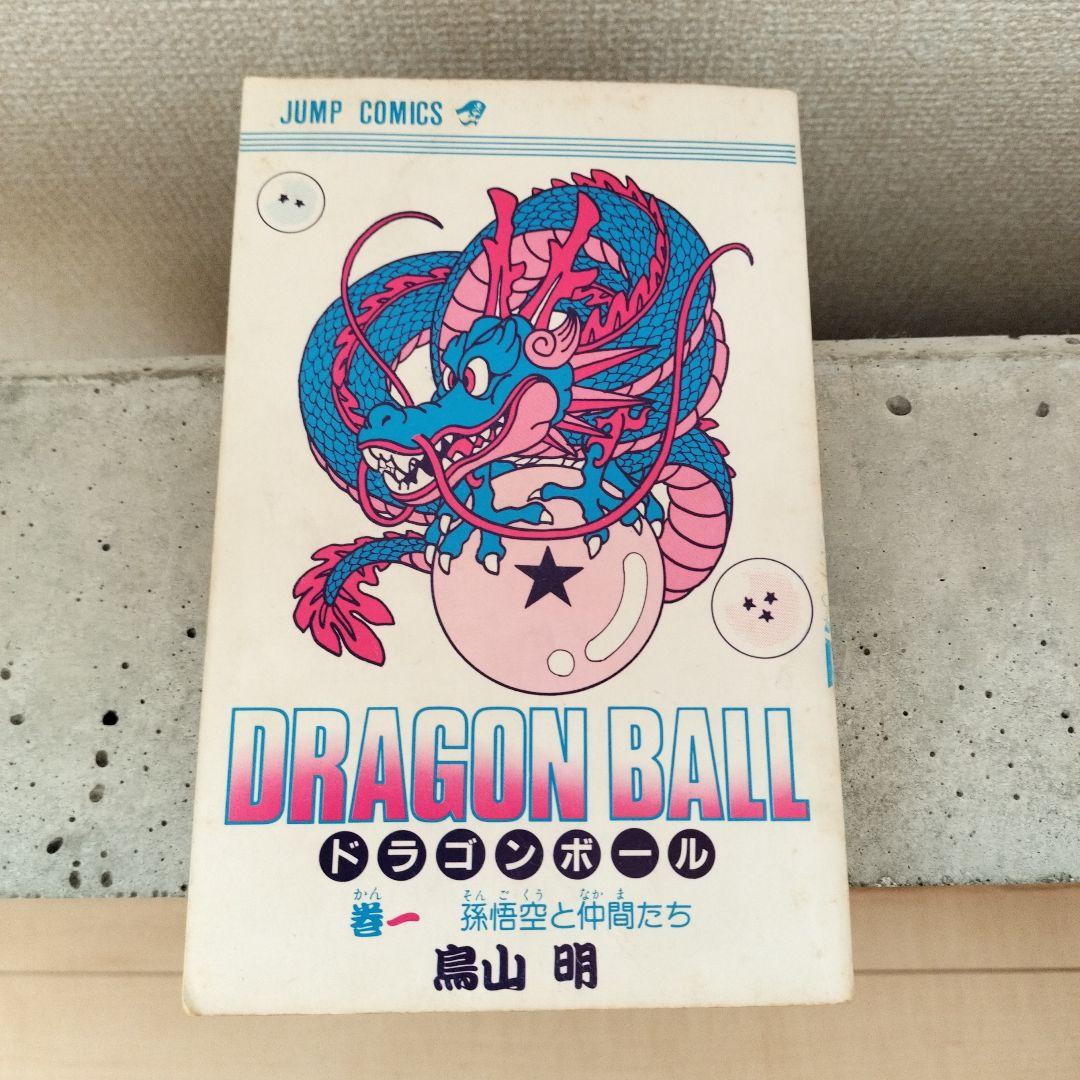 JUMP COMICS
DRAGON BALL
ドラゴンボール
かん そんごくう なかま
巻一 孫悟空と仲間たち
鳥山 明